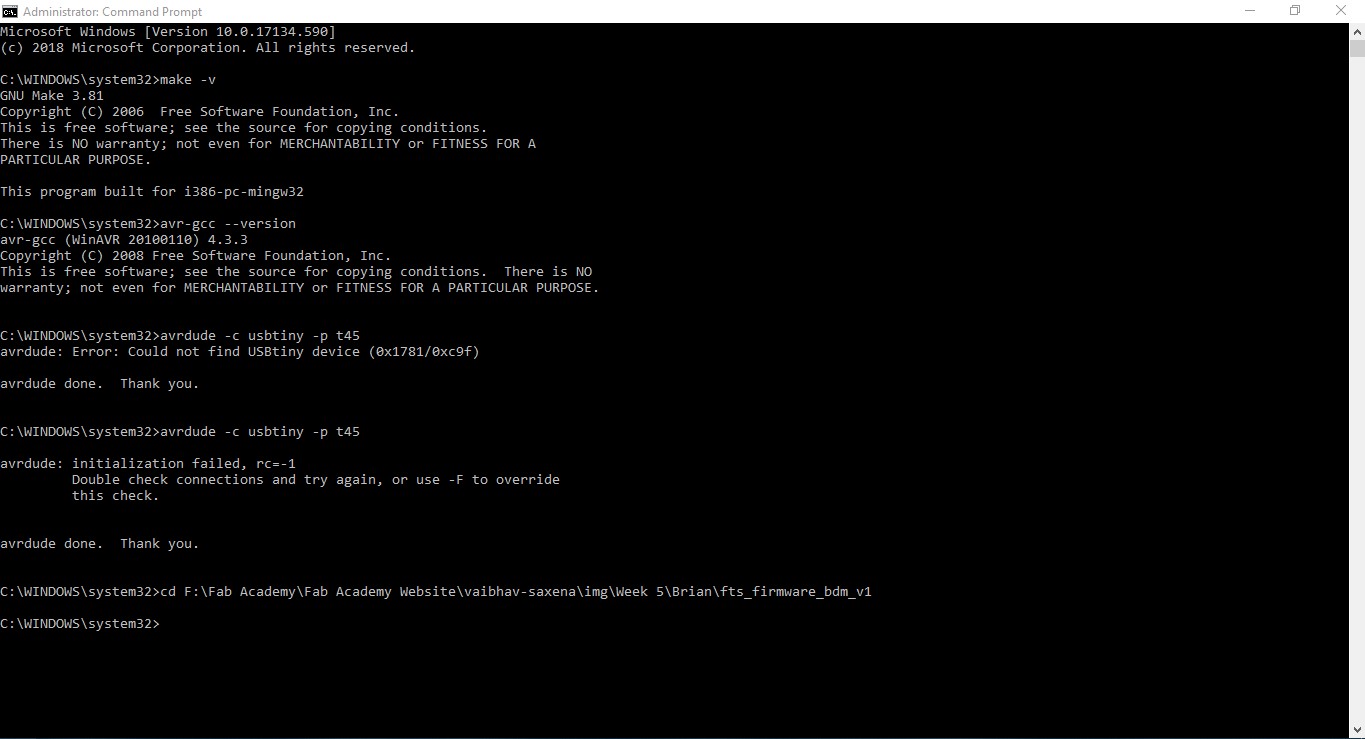 Administrator: Command Prompt
Microsoft Windows [Version 10.0.17134.590]
(c) 2018 Microsoft Corporation. All rights reserved.
C:\WINDOWS\system32>make -v
GNU Make 3.81
Copyright (C) 2006  Free Software Foundation, Inc.
This is free software; see the source for copying conditions.
There is NO warranty; not even for MERCHANTABILITY or FITNESS FOR A
PARTICULAR PURPOSE.
This program built for i386-pc-mingw32
C:\WINDOWS\system32>avr-gcc --version
avr-gcc (WinAVR 20100110) 4.3.3
Copyright (C) 2008 Free Software Foundation, Inc.
This is free software; see the source for copying conditions.  There is NO
warranty; not even for MERCHANTABILITY or FITNESS FOR A PARTICULAR PURPOSE.
C:\WINDOWS\system32>avrdude -c usbtiny -p t45
avrdude: Error: Could not find USBtiny device (0x1781/0xc9f)
avrdude done.  Thank you.
C:\WINDOWS\system32>avrdude -c usbtiny -p t45
avrdude: initialization failed, rc=-1
Double check connections and try again, or use -F to override
this check.
avrdude done.  Thank you.
C:\WINDOWS\system32>cd F:\Fab Academy\Fab Academy Website\vaibhav-saxena\img\Week 5\Brian\fts_firmware_bdm_v1
C:\WINDOWS\system32>